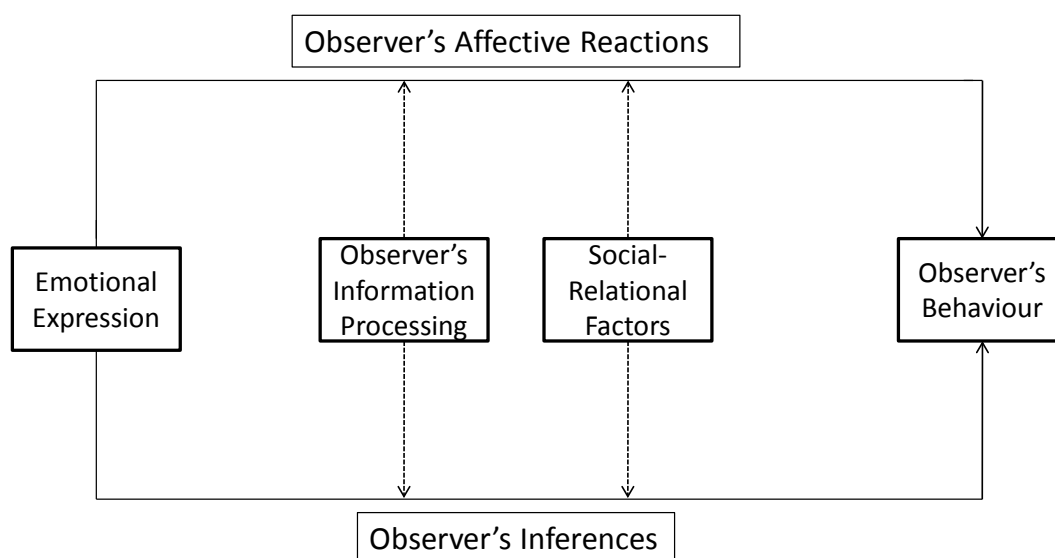 Observer’s Affective Reactions
Emotional
Expression
Observer’s
Information
Processing
Social-
Relational
Factors
Observer’s
Behaviour
Observer’s Inferences